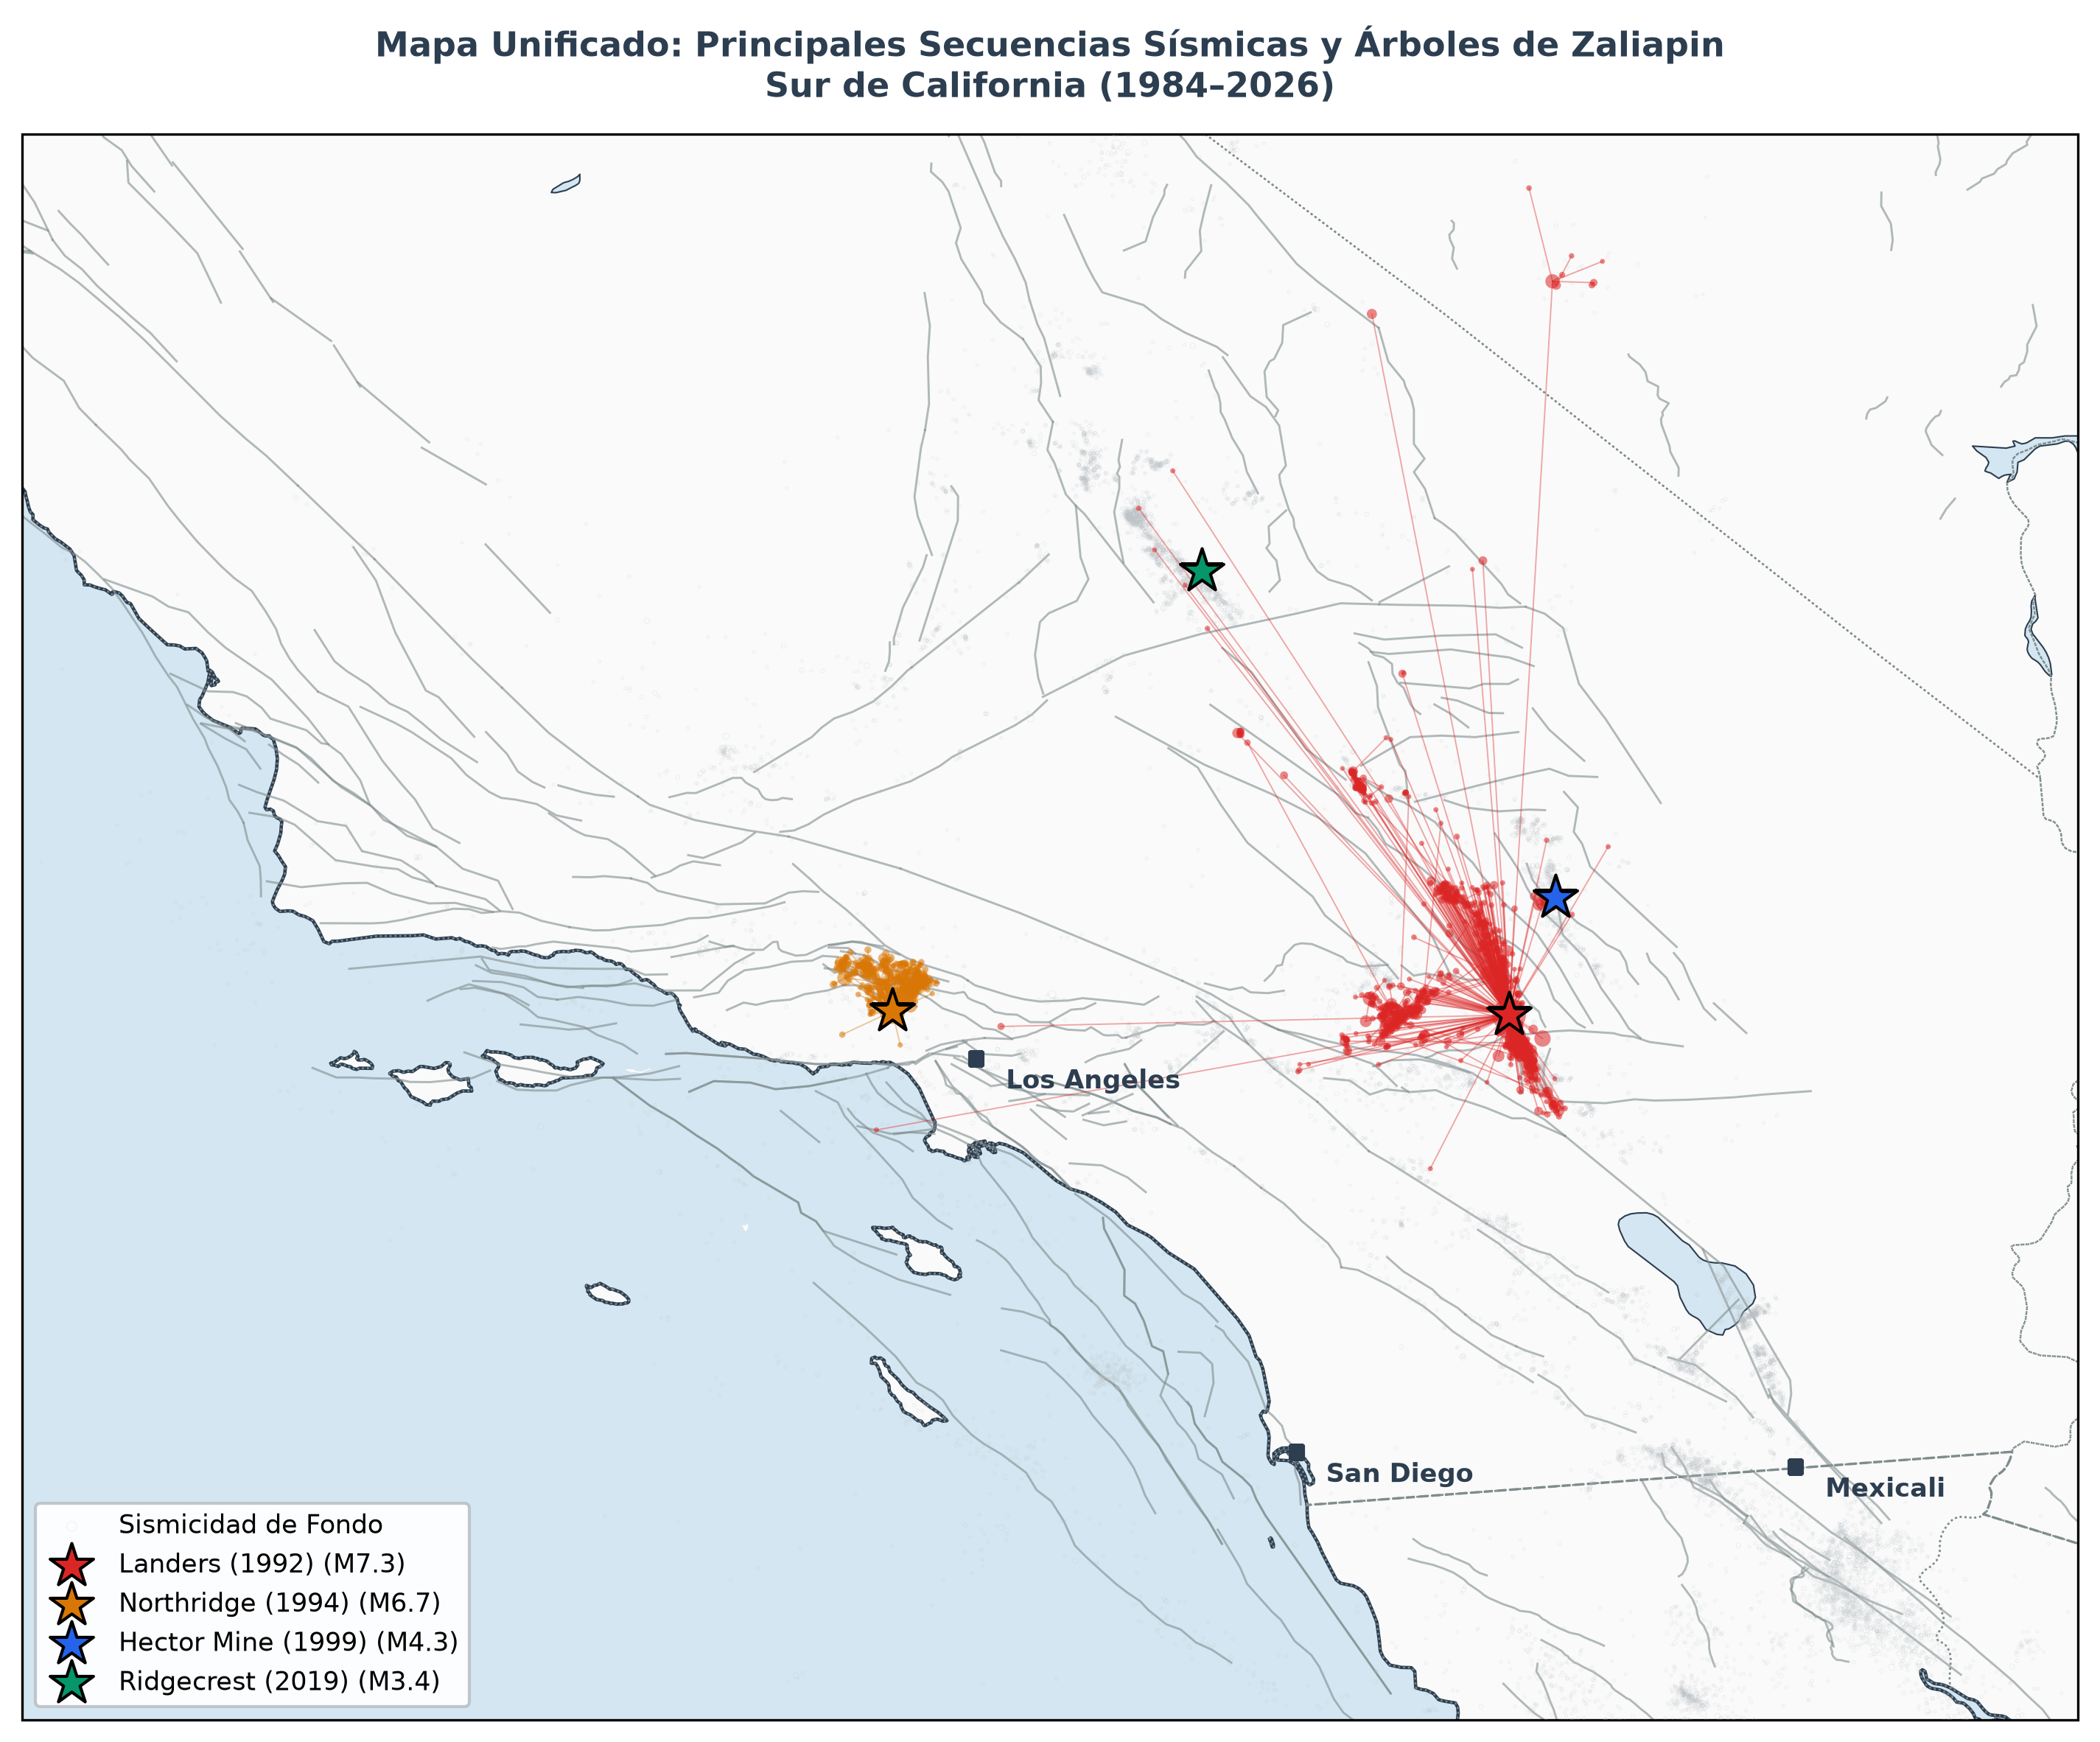 Mapa Unificado: Principales Secuencias Sísmicas y Árboles de Zaliapin
Sur de California (1984–2026)
Los Angeles
San Diego
Mexicali
Sismicidad de Fondo
Landers (1992) (M7.3)
Northridge (1994) (M6.7)
Hector Mine (1999) (M4.3)
Ridgecrest (2019) (M3.4)